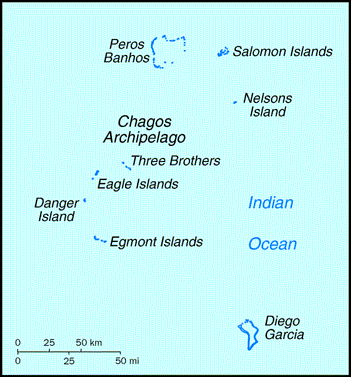 Peros
Banhos
Salomon Islands
Nelsons
Island
Chagos
Archipelago
Three Brothers
Eagle Islands
Danger
Island
Indian
Ocean
Egmont Islands
Diego
Garcia
0 25 50 km
0 25 50 mi